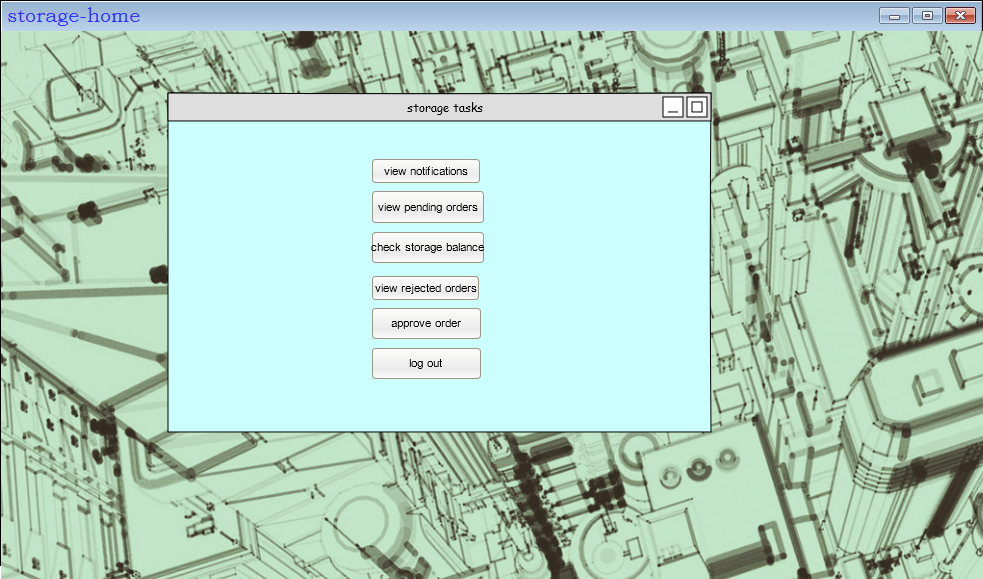 storage-home
storage tasks
view notifications
view pending orders
check storage balance
view rejected orders
approve order
log out